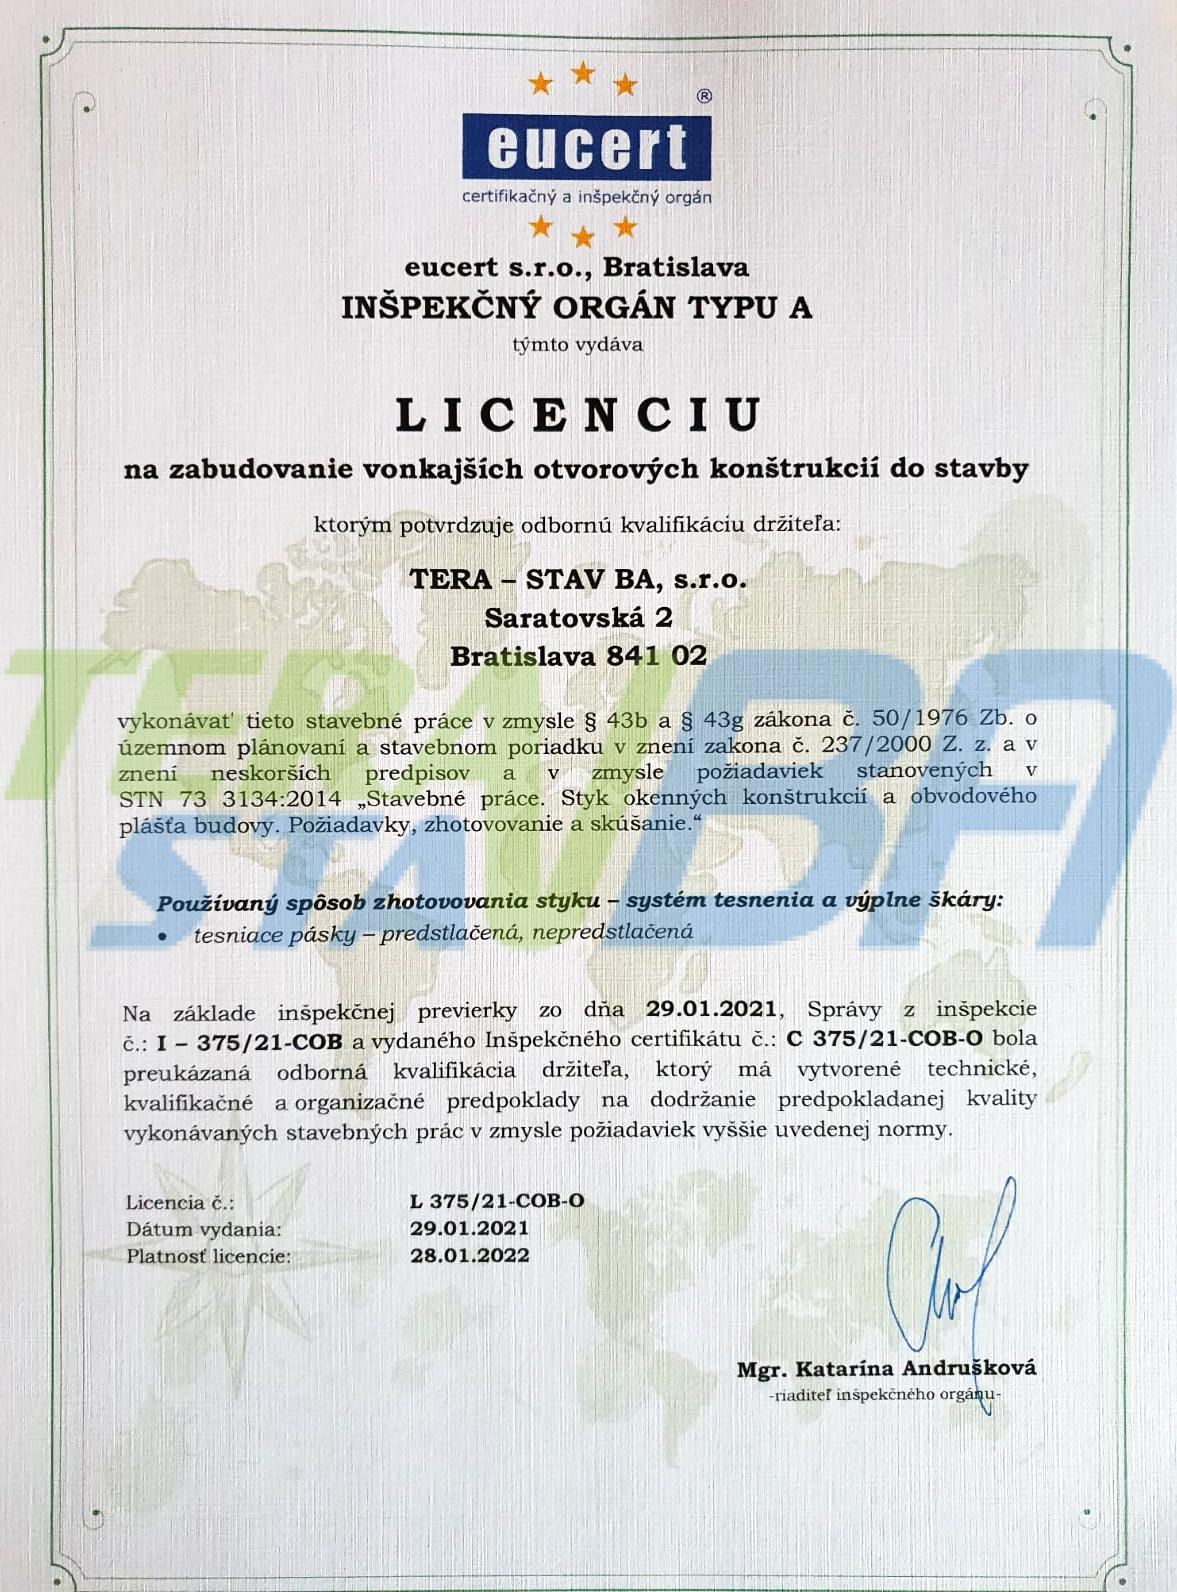 ®
eucert
certifikačný a inšpekčný orgán
eucert s.r.o., Bratislava
INŠPEKČNÝ ORGÁN TYPU A
týmto vydáva
LICENCIU
na zabudovanie vonkajších otvorových konštrukcií do stavby
ktorým potvrdzuje odbornú kvalifikáciu držiteľa:
TERA – STAV BA, s.r.o.
Saratovská 2
Bratislava 841 02
TERA STAV BA
vykonávať tieto stavebné práce v zmysle § 43b a § 43g zákona č. 50/1976 Zb. o
územnom plánovaní a stavebnom poriadku v znení zakona č. 237/2000 Z. z. a v
znení neskorších predpisov a v zmysle požiadaviek stanovených v
STN 73 3134:2014 „Stavebné práce. Styk okenných konštrukcií a obvodového
plášťa budovy. Požiadavky, zhotovovanie a skúšanie.“
Používaný spôsob zhotovovania styku – systém tesnenia a výplne škáry:
• tesniace pásky – predstlačená, nepredstlačená
Na základe inšpekčnej previerky zo dňa 29.01.2021, Správy z inšpekcie
č.: I – 375/21-COB a vydaného Inšpekčného certifikátu č.: C 375/21-COB-O bola
preukázaná odborná kvalifikácia držiteľa, ktorý má vytvorené technické,
kvalifikačné a organizačné predpoklady na dodržanie predpokladanej kvality
vykonávaných stavebných prác v zmysle požiadaviek vyššie uvedenej normy.
Licencia č.: L 375/21-COB-O
Dátum vydania: 29.01.2021
Platnosť licencie: 28.01.2022
Mgr. Katarína Andrušková
-riaditeľ inšpekčného orgánu-